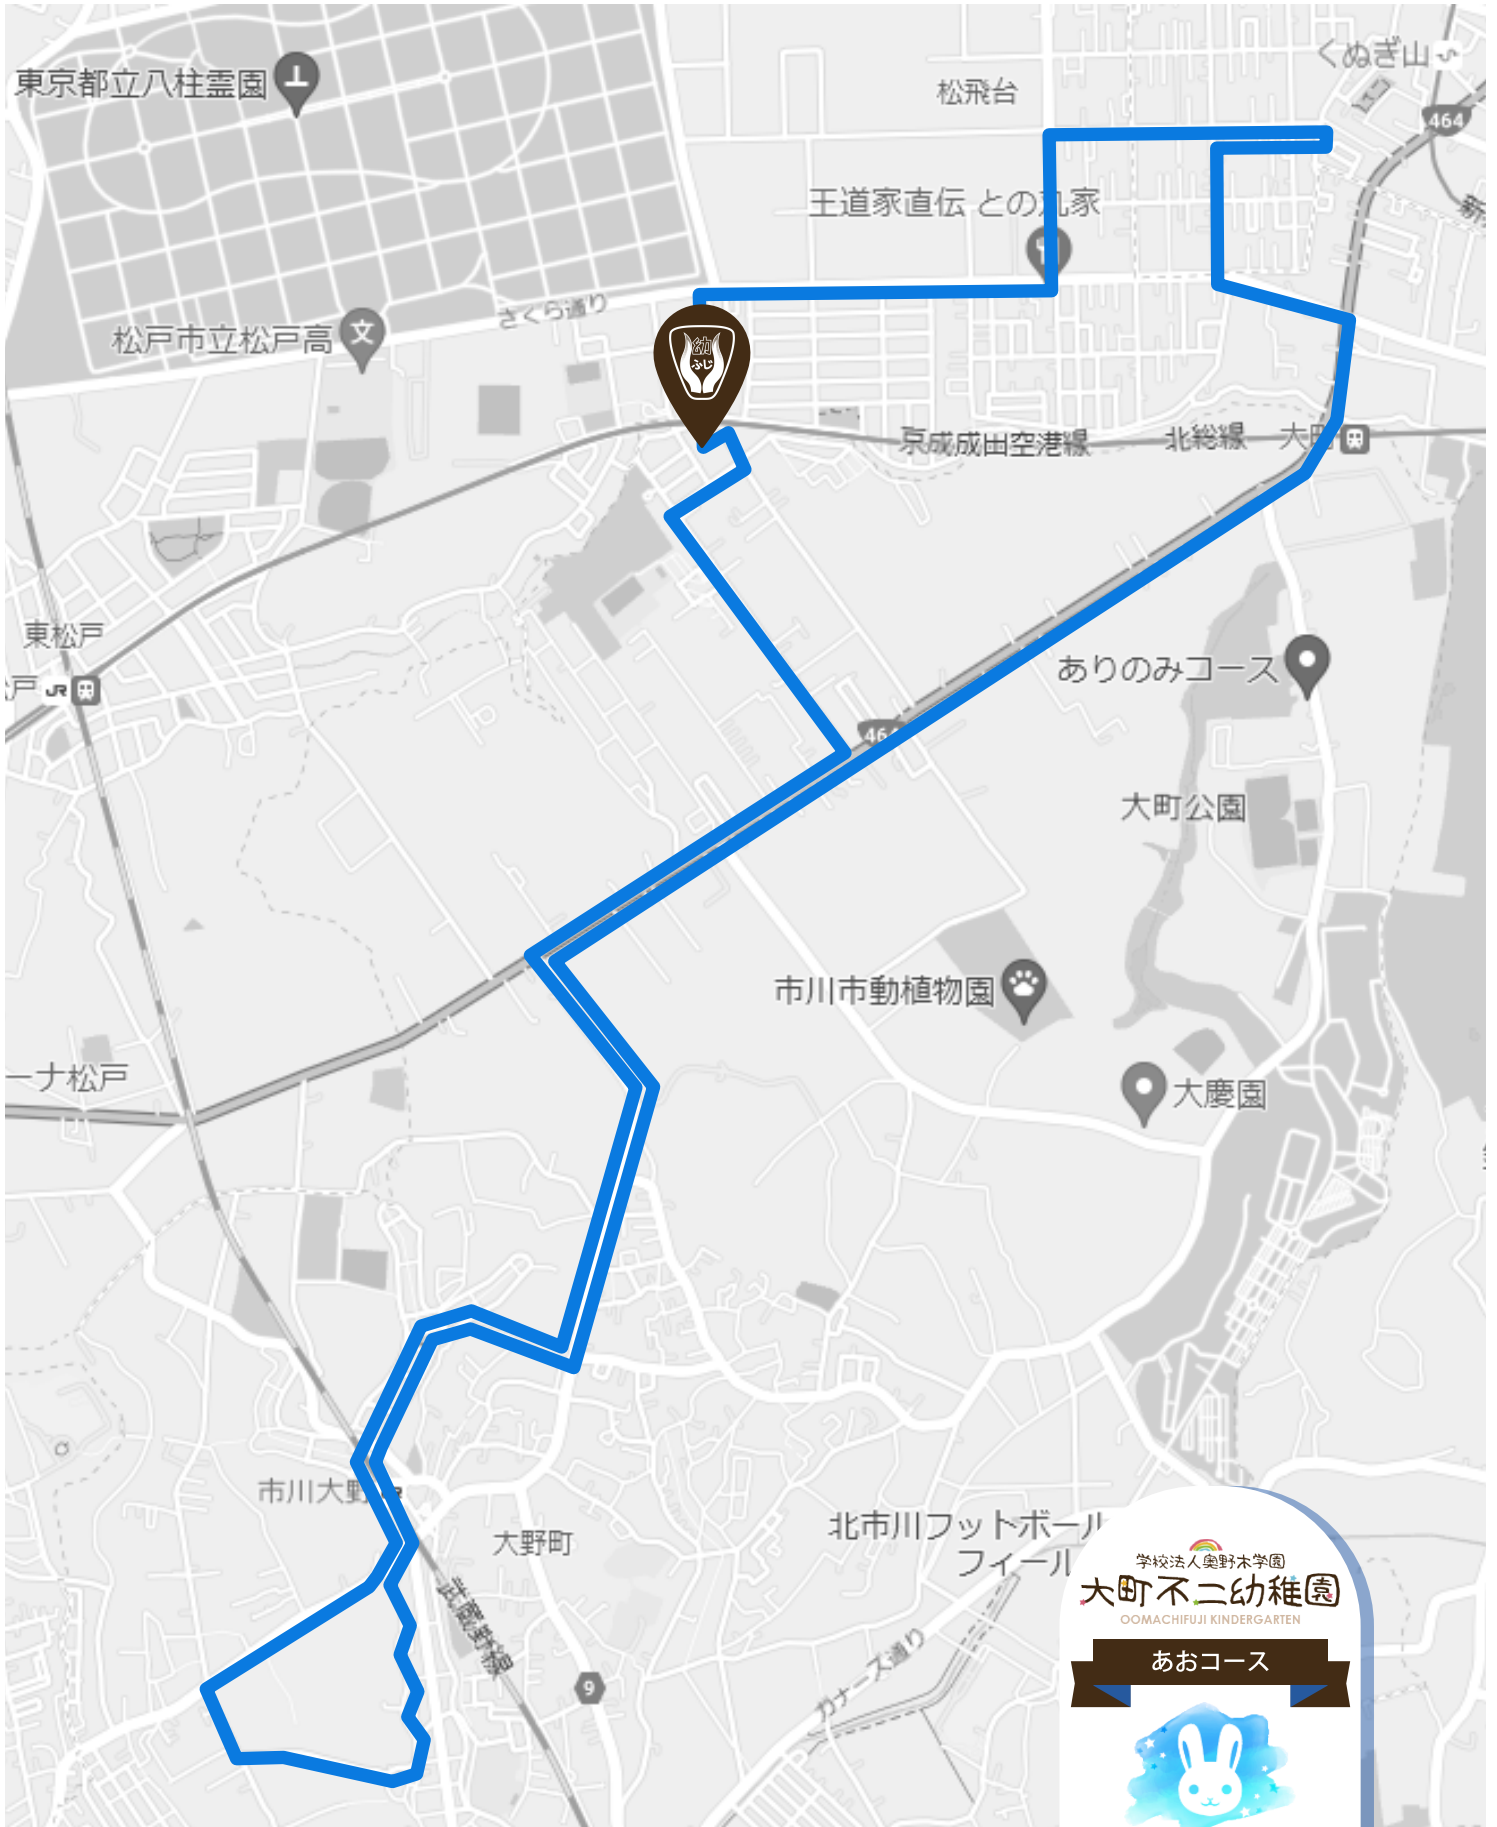 くぬぎ山
東京都立八柱霊園
松飛台
464
王道家直伝 との丸家
さくら通り
松戸市立松戸高
文
幼
ふじ
京成成田空港線
北総線
大町
東松戸
戸
JR
ありのみコース
464
大町公園
市川市動植物園
ーナ松戸
大慶園
市川大野
大野町
北市川フットボール
フィール
武蔵野線
ガナーズ通り
9
学校法人奥野木学園
大町不二幼稚園
OOMACHIFUJI KINDERGARTEN
あおコース